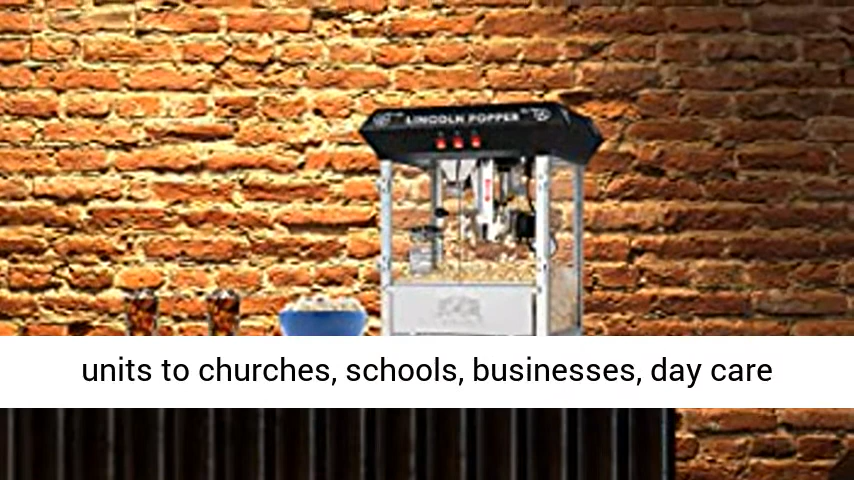 LINCOLN POPPER
units to churches, schools, businesses, day care